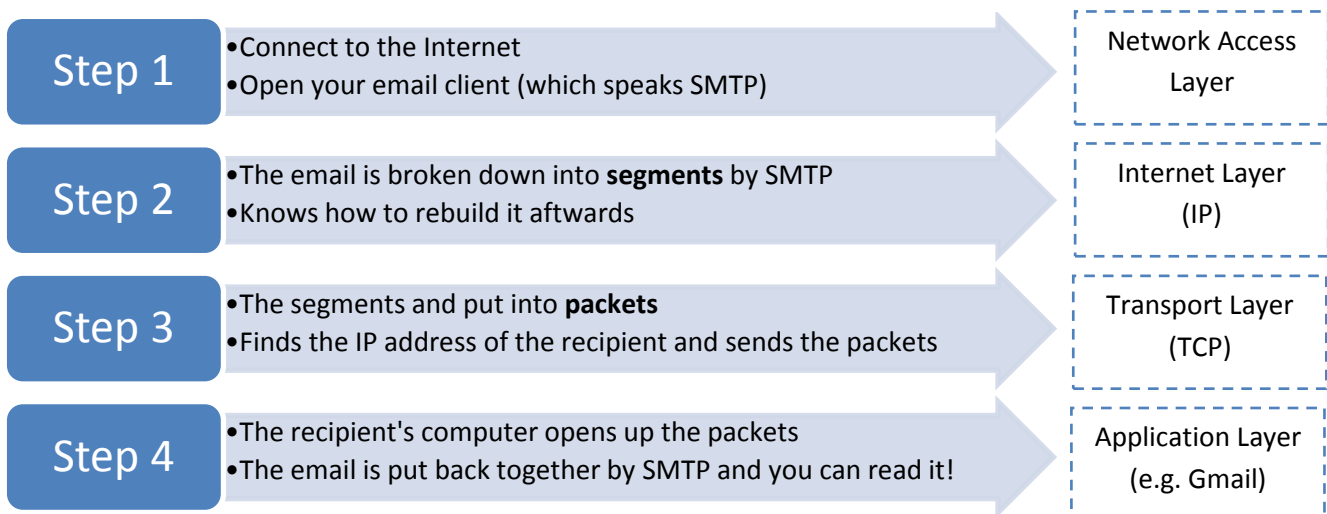 Step 1
•Connect to the Internet
•Open your email client (which speaks SMTP)
Network Access
Layer
Step 2
•The email is broken down into segments by SMTP
•Knows how to rebuild it aftwards
Internet Layer
(IP)
Step 3
•The segments and put into packets
•Finds the IP address of the recipient and sends the packets
Transport Layer
(TCP)
Step 4
•The recipient's computer opens up the packets
•The email is put back together by SMTP and you can read it!
Application Layer
(e.g. Gmail)